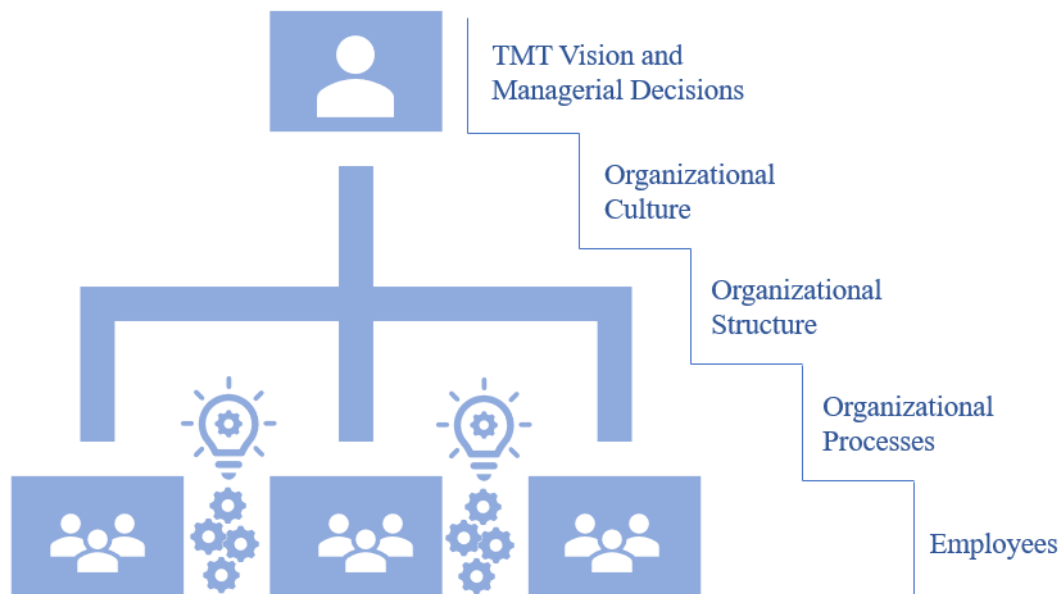 TMT Vision and
Managerial Decisions
Organizational
Culture
Organizational
Structure
Organizational
Processes
Employees